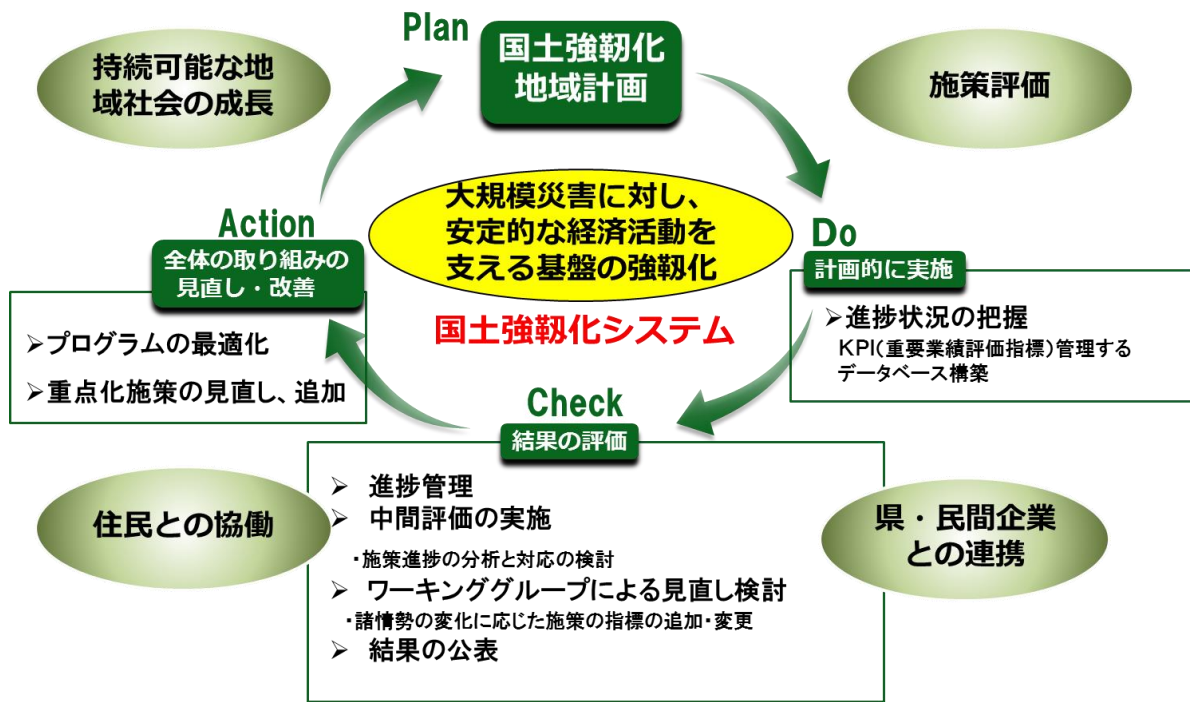 Plan
国土強靭化
地域計画
持続可能な地
域社会の成長
施策評価
大規模災害に対し、
安定的な経済活動を
支える基盤の強靭化
国土強靭化システム
Do
計画的に実施
➢進捗状況の把握
KPI(重要業績評価指標)管理する
データベース構築
Action
全体の取り組みの
見直し・改善
➢プログラムの最適化
➢重点化施策の見直し、追加
Check
結果の評価
➢ 進捗管理
➢ 中間評価の実施
・施策進捗の分析と対応の検討
➢ ワーキンググループによる見直し検討
・諸情勢の変化に応じた施策の指標の追加・変更
➢ 結果の公表
住民との協働
県・民間企業
との連携